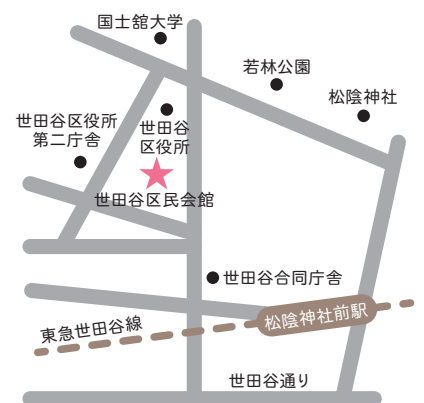 国士舘大学
若林公園
松陰神社
世田谷区役所
第二庁舎
世田谷
区役所
世田谷区民会館
世田谷合同庁舎
松陰神社前駅
東急世田谷線
世田谷通り